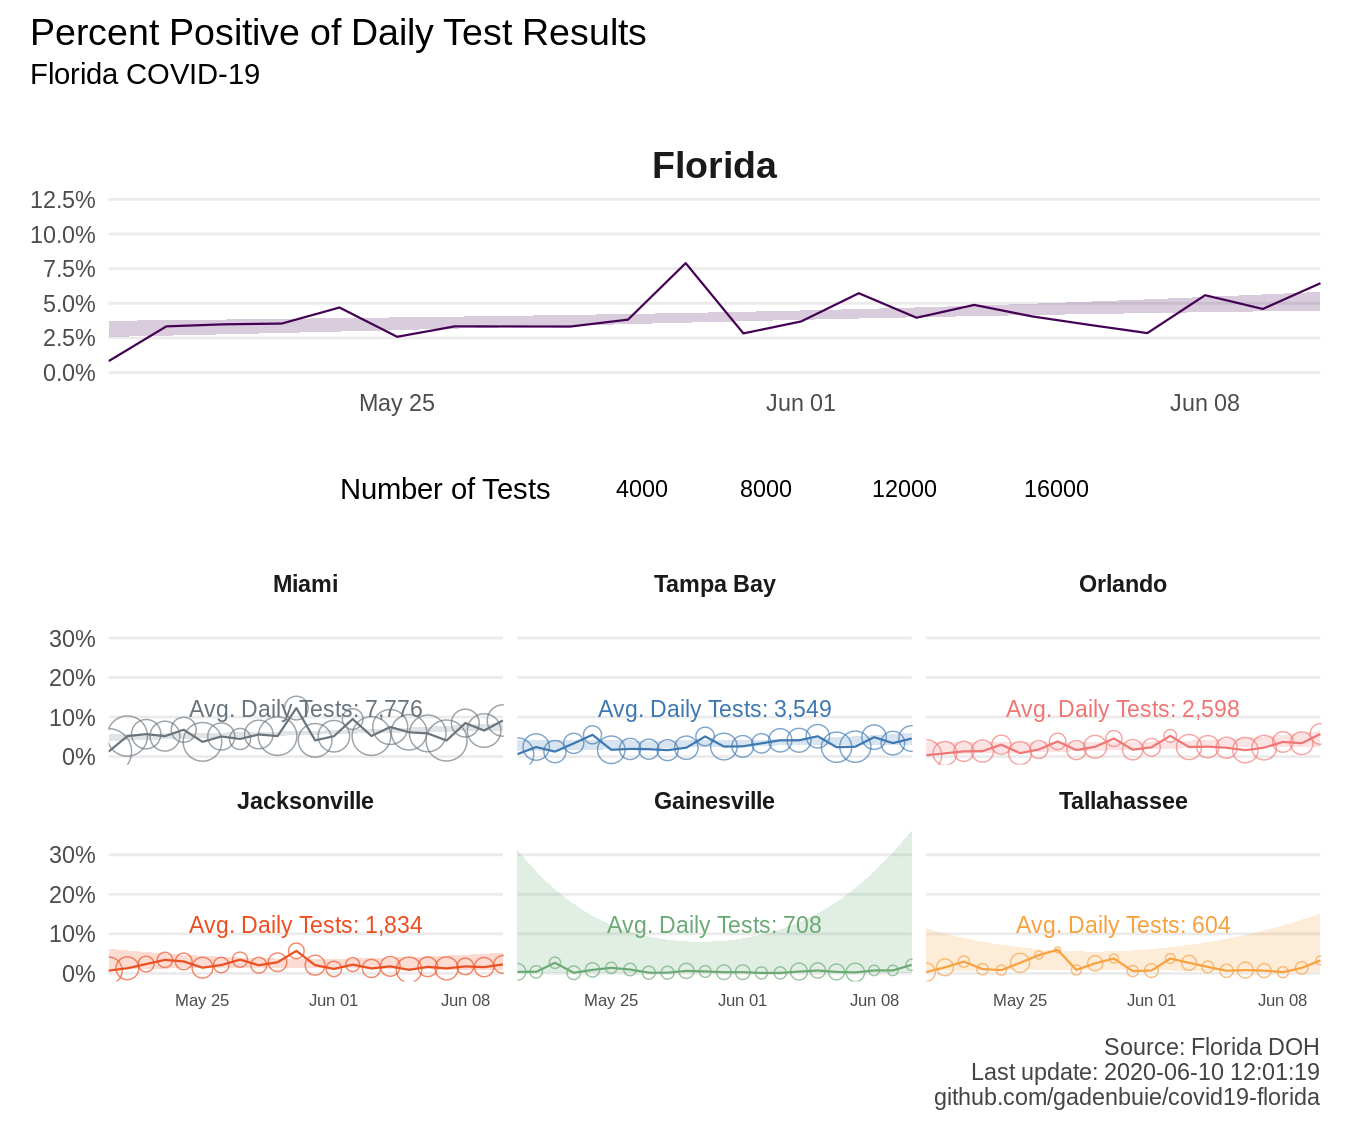 Percent Positive of Daily Test Results
Florida COVID-19
Florida
12.5%
10.0%
7.5%
5.0%
2.5%
0.0%
May 25 Jun 01 Jun 08
Number of Tests 4000 8000 12000 16000
Miami Tampa Bay Orlando
30%
20%
10%
0%
Avg. Daily Tests: 7,776 Avg. Daily Tests: 3,549 Avg. Daily Tests: 2,598
Jacksonville Gainesville Tallahassee
30%
20%
10%
0%
Avg. Daily Tests: 1,834 Avg. Daily Tests: 708 Avg. Daily Tests: 604
May 25 Jun 01 Jun 08 May 25 Jun 01 Jun 08 May 25 Jun 01 Jun 08
Source: Florida DOH
Last update: 2020-06-10 12:01:19
github.com/gadenbuie/covid19-florida